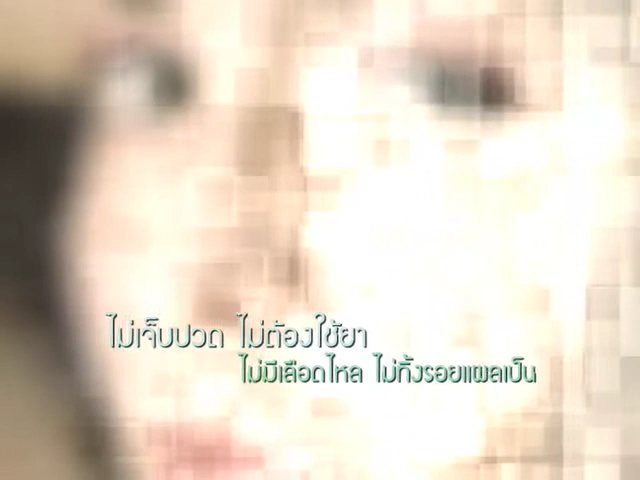 ไม่เจ็บปวด ไม่ต้องใช้ยา
ไม่มีเลือดไหล ไม่ทิ้งรอยแผลเป็น